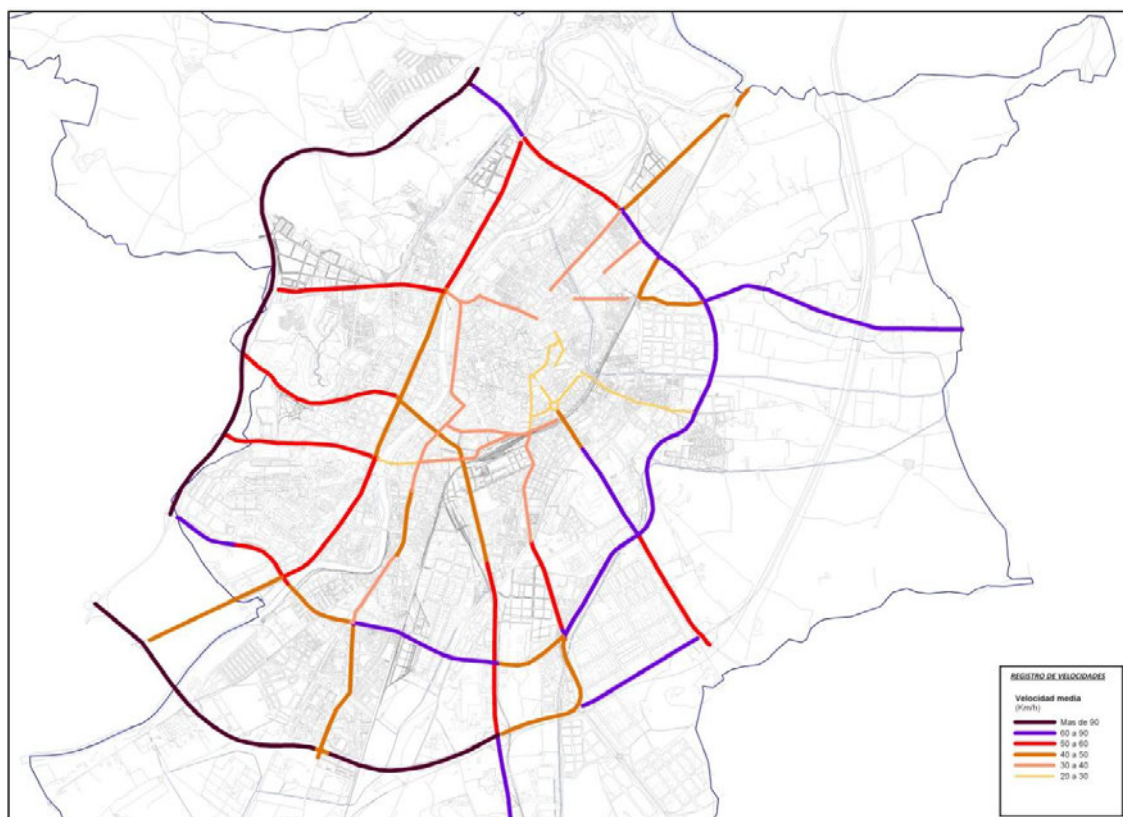 REGISTRO DE VELOCIDADES
Velocidad media
(Km/h)
Mas de 90
60 a 90
50 a 60
40 a 50
30 a 40
20 a 30